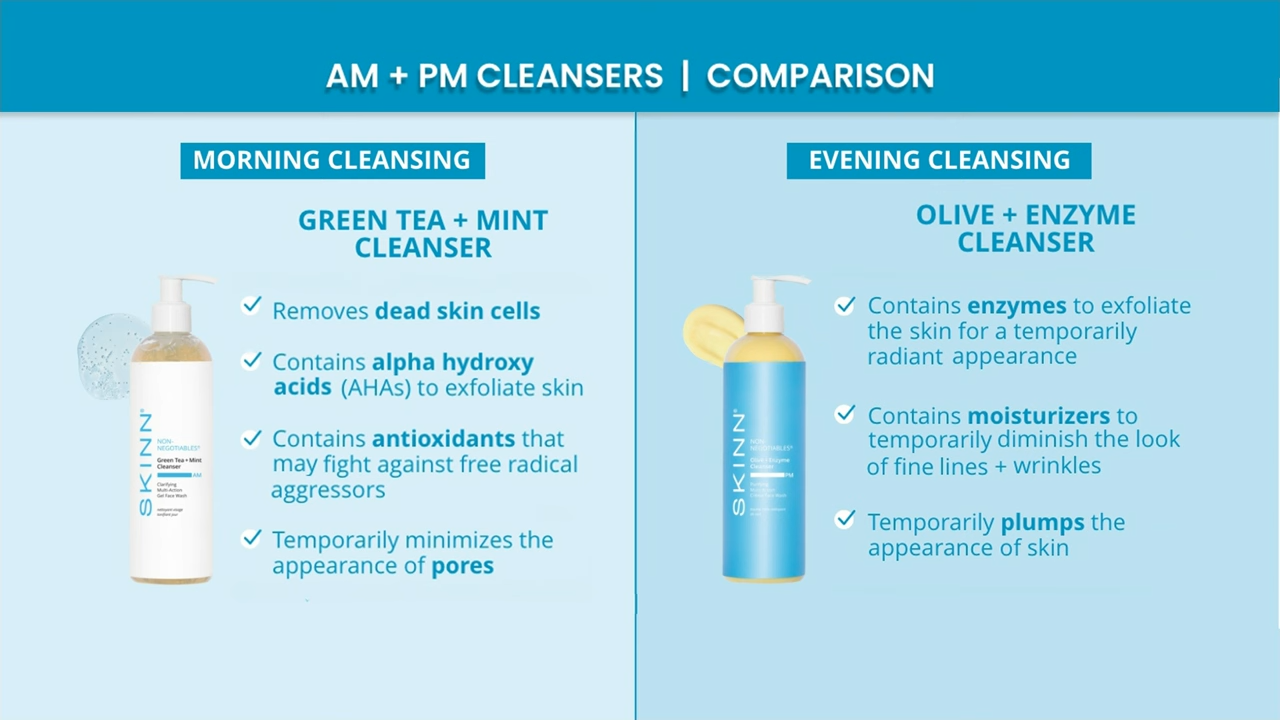 AM + PM CLEANSERS | COMPARISON
MORNING CLEANSING
GREEN TEA + MINT
CLEANSER
Removes dead skin cells
Contains alpha hydroxy
acids (AHAs) to exfoliate skin
Contains antioxidants that
may fight against free radical
aggressors
Temporarily minimizes the
appearance of pores
SKINN®
NON-
NEGOTIABLES®
Green Tea + Mint
Cleanser
AM
Clarifying
Multi-Action
Gel Face Wash
EVENING CLEANSING
OLIVE + ENZYME
CLEANSER
Contains enzymes to exfoliate
the skin for a temporarily
radiant appearance
Contains moisturizers to
temporarily diminish the look
of fine lines + wrinkles
Temporarily plumps the
appearance of skin
SKINN®
NON-
NEGOTIABLES®
Olive + Enzyme
Cleanser
PM